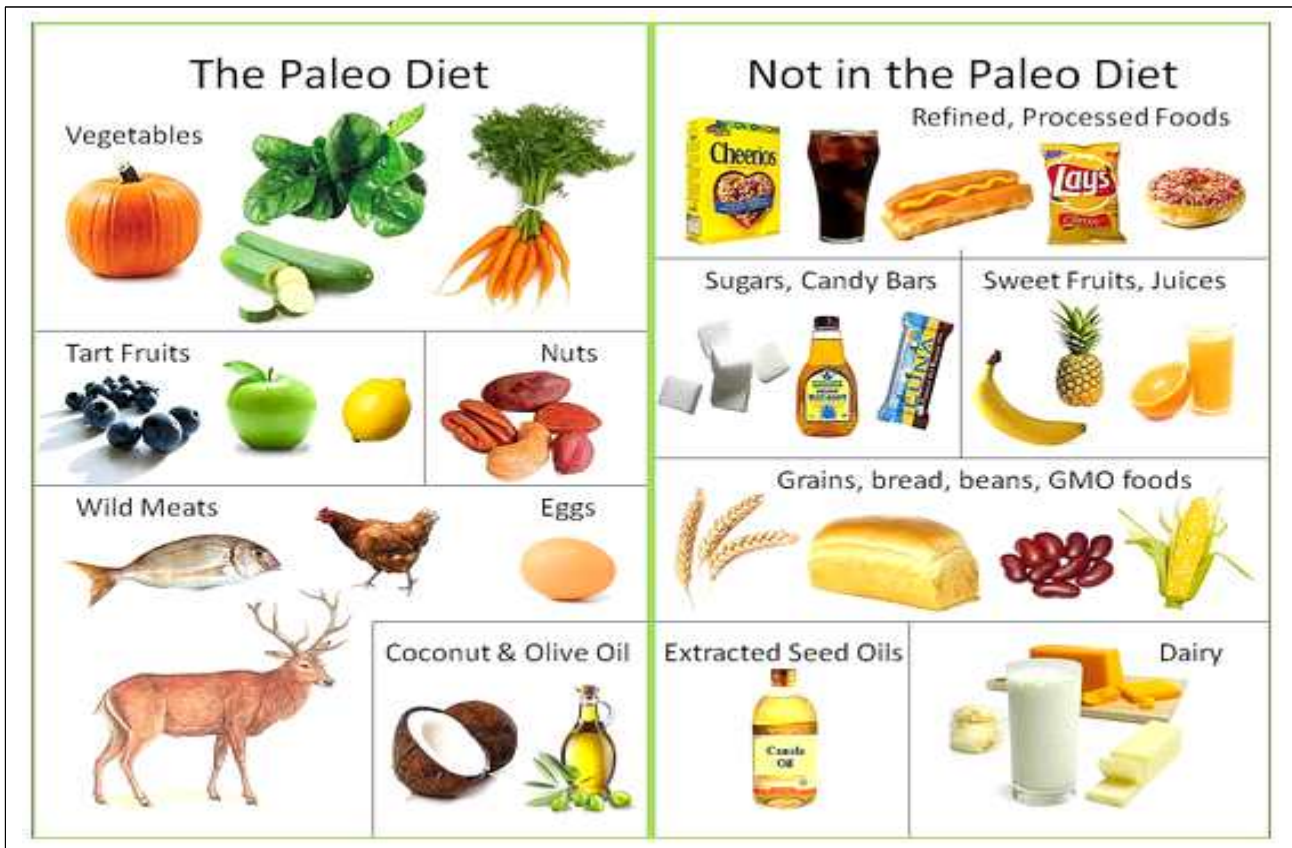 The Paleo Diet
Vegetables
Tart Fruits
Nuts
Wild Meats
Eggs
Coconut & Olive Oil
Not in the Paleo Diet
Refined, Processed Foods
Cheerios
Lays
Sugars, Candy Bars
LUNA
Sweet Fruits, Juices
Grains, bread, beans, GMO foods
Extracted Seed Oils
Canola
Oil
Dairy